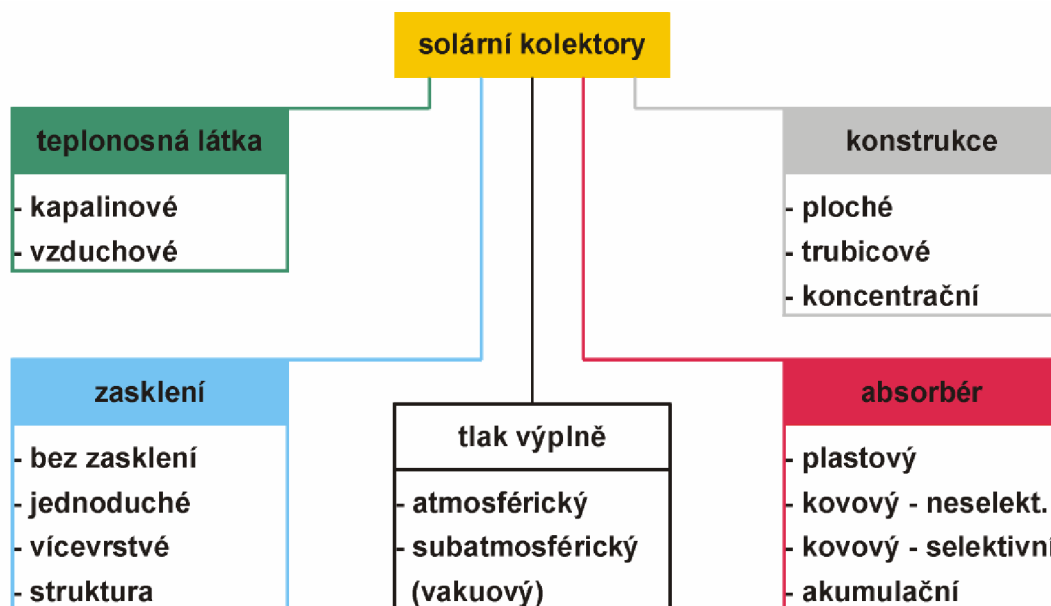 solární kolektory
teplonosná látka
- kapalinové
- vzduchové
konstrukce
- ploché
- trubicové
- koncentrační
zasklení
- bez zasklení
- jednoduché
- vícevrstvé
- struktura
tlak výplně
- atmosférický
- subatmosférický
(vakuový)
absorbér
- plastový
- kovový - neselekt.
- kovový - selektivní
- akumulační